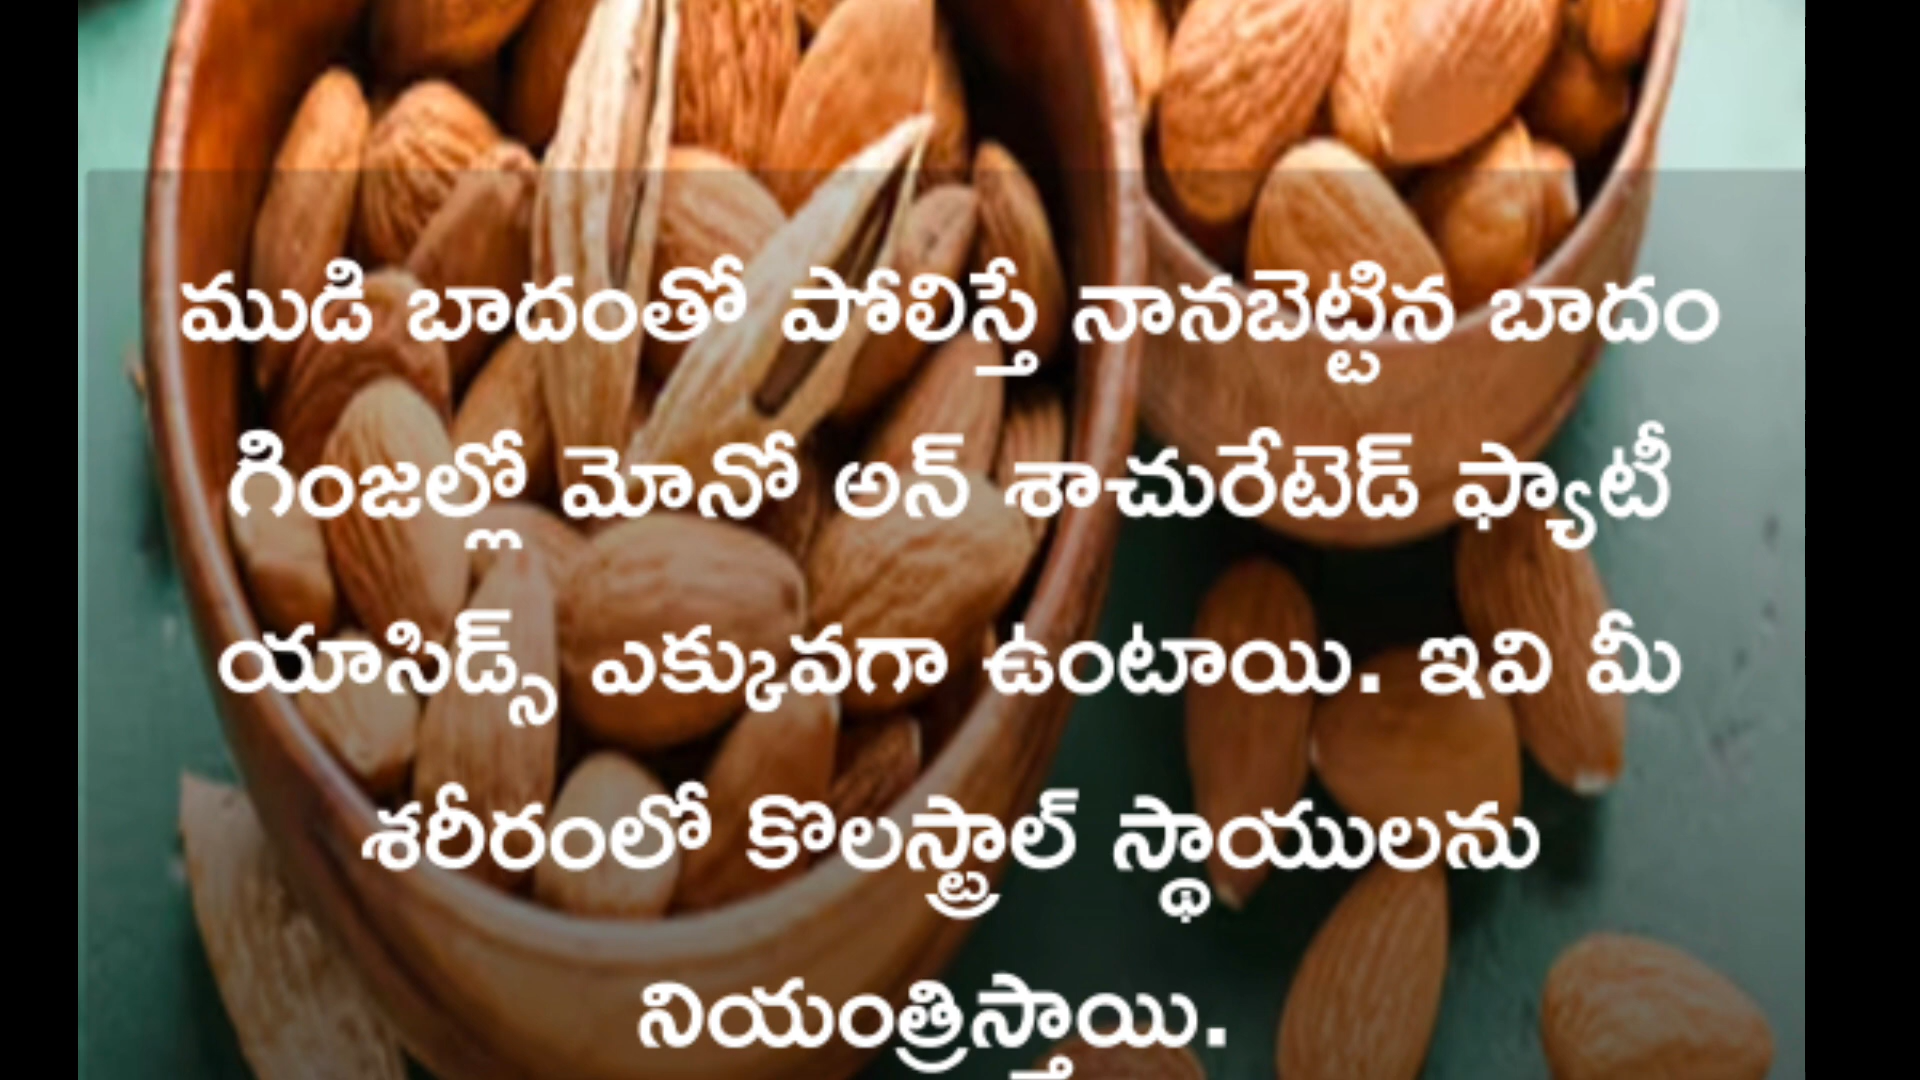 ముడి బాదంతో పోలిస్తే నానబెట్టిన బాదం
గింజల్లో మోనో అన్ శాచురేటెడ్ ఫ్యాటీ
యాసిడ్స్ ఎక్కువగా ఉంటాయి. ఇవి మీ
శరీరంలో కొలస్ట్రాల్ స్థాయులను
నియంత్రిస్తాయి.